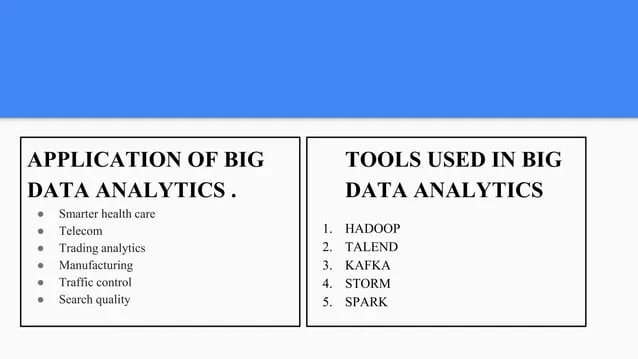 APPLICATION OF BIG
DATA ANALYTICS .
● Smarter health care
● Telecom
● Trading analytics
● Manufacturing
● Traffic control
● Search quality
TOOLS USED IN BIG
DATA ANALYTICS
1. HADOOP
2. TALEND
3. KAFKA
4. STORM
5. SPARK